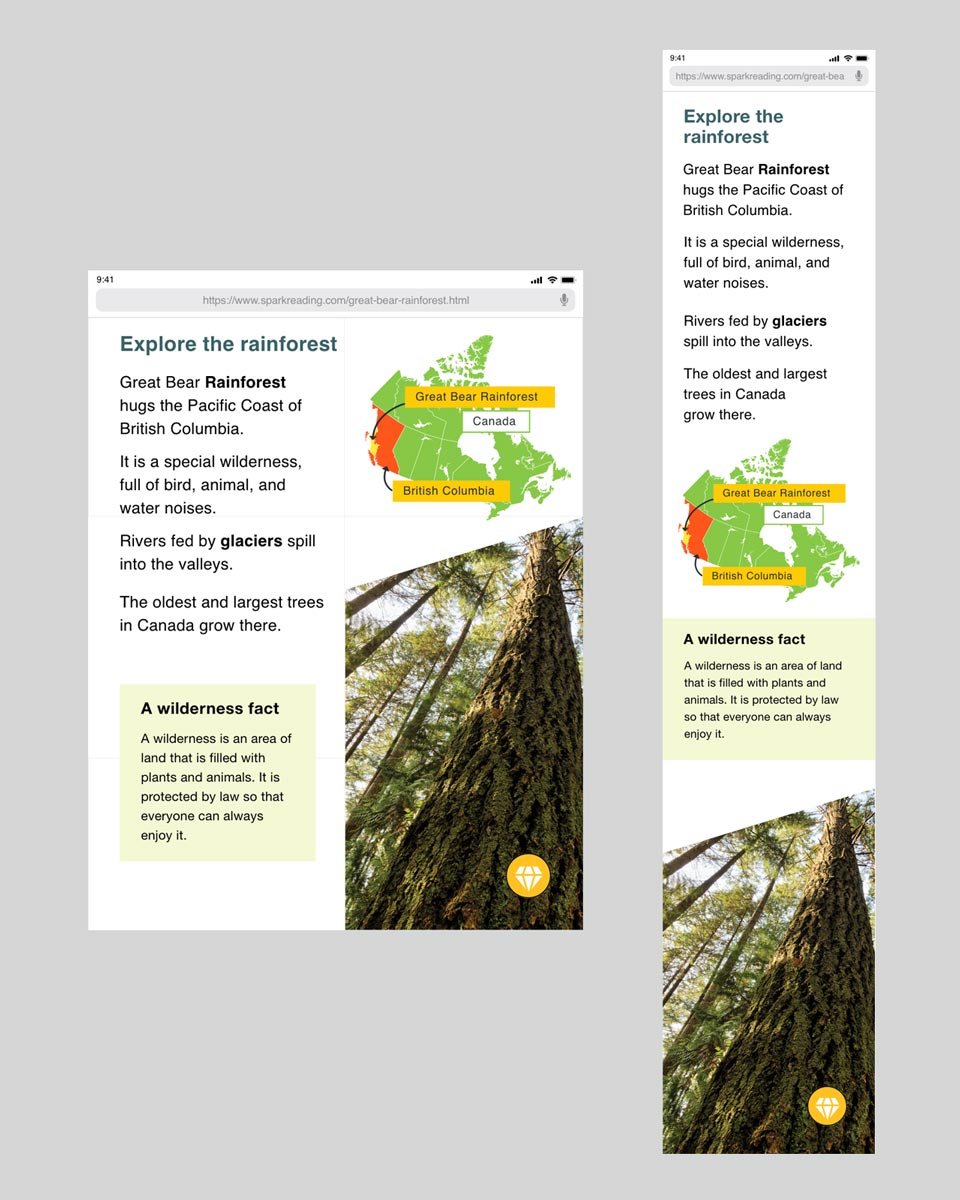 9:41
https://www.sparkreading.com/great-bear-rainforest.html
Explore the rainforest
Great Bear Rainforest
hugs the Pacific Coast of
British Columbia.
It is a special wilderness,
full of bird, animal, and
water noises.
Rivers fed by glaciers spill
into the valleys.
The oldest and largest trees
in Canada grow there.
Great Bear Rainforest
Canada
British Columbia
A wilderness fact
A wilderness is an area of
land that is filled with
plants and animals. It is
protected by law so that
everyone can always
enjoy it.
9:41
https://www.sparkreading.com/great-bea
Explore the
rainforest
Great Bear Rainforest
hugs the Pacific Coast of
British Columbia.
It is a special wilderness,
full of bird, animal, and
water noises.
Rivers fed by glaciers
spill into the valleys.
The oldest and largest
trees in Canada
grow there.
Great Bear Rainforest
Canada
British Columbia
A wilderness fact
A wilderness is an area of land
that is filled with plants and
animals. It is protected by law
so that everyone can always
enjoy it.